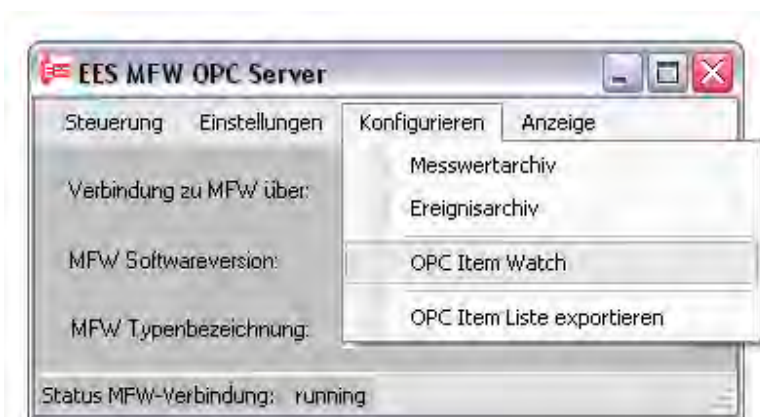 EES MFW OPC Server
Steuerung Einstellungen Konfigurieren Anzeige
Messwertarchiv
Verbindung zu MFW über:
Ereignisarchiv
MFW Softwareversion: OPC Item Watch
MFW Typenbezeichnung: OPC Item Liste exportieren
Status MFW-Verbindung: running